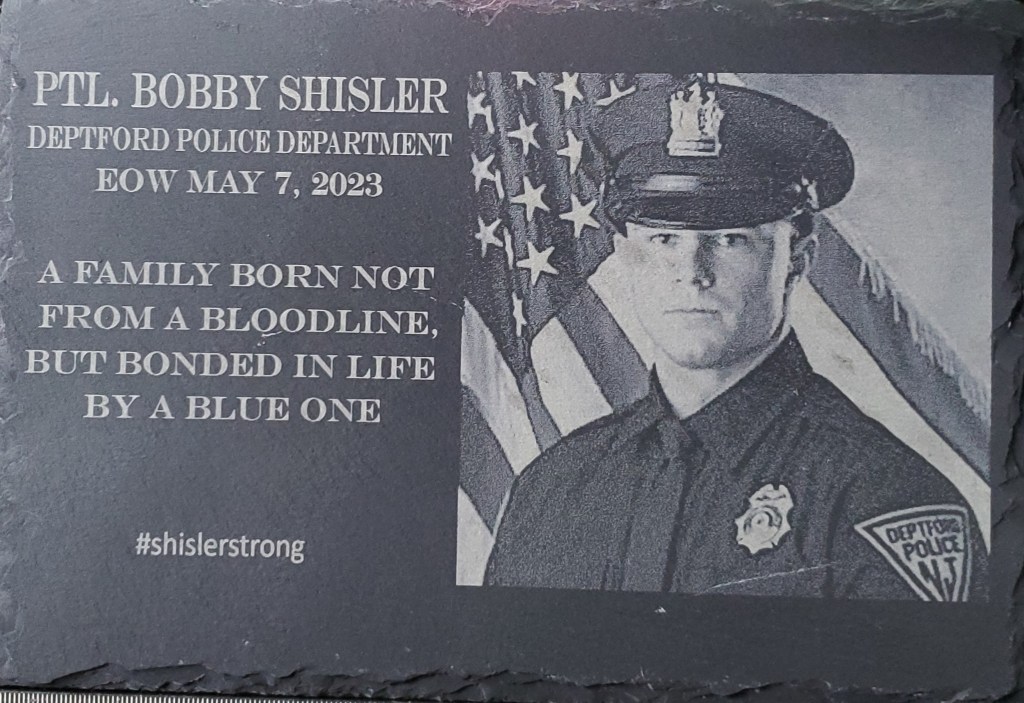 PTL. BOBBY SHISLER
DEPTFORD POLICE DEPARTMENT
EOW MAY 7, 2023
A FAMILY BORN NOT
FROM A BLOODLINE,
BUT BONDED IN LIFE
BY A BLUE ONE
#shislerstrong
DEPTFORD
POLICE
NJ